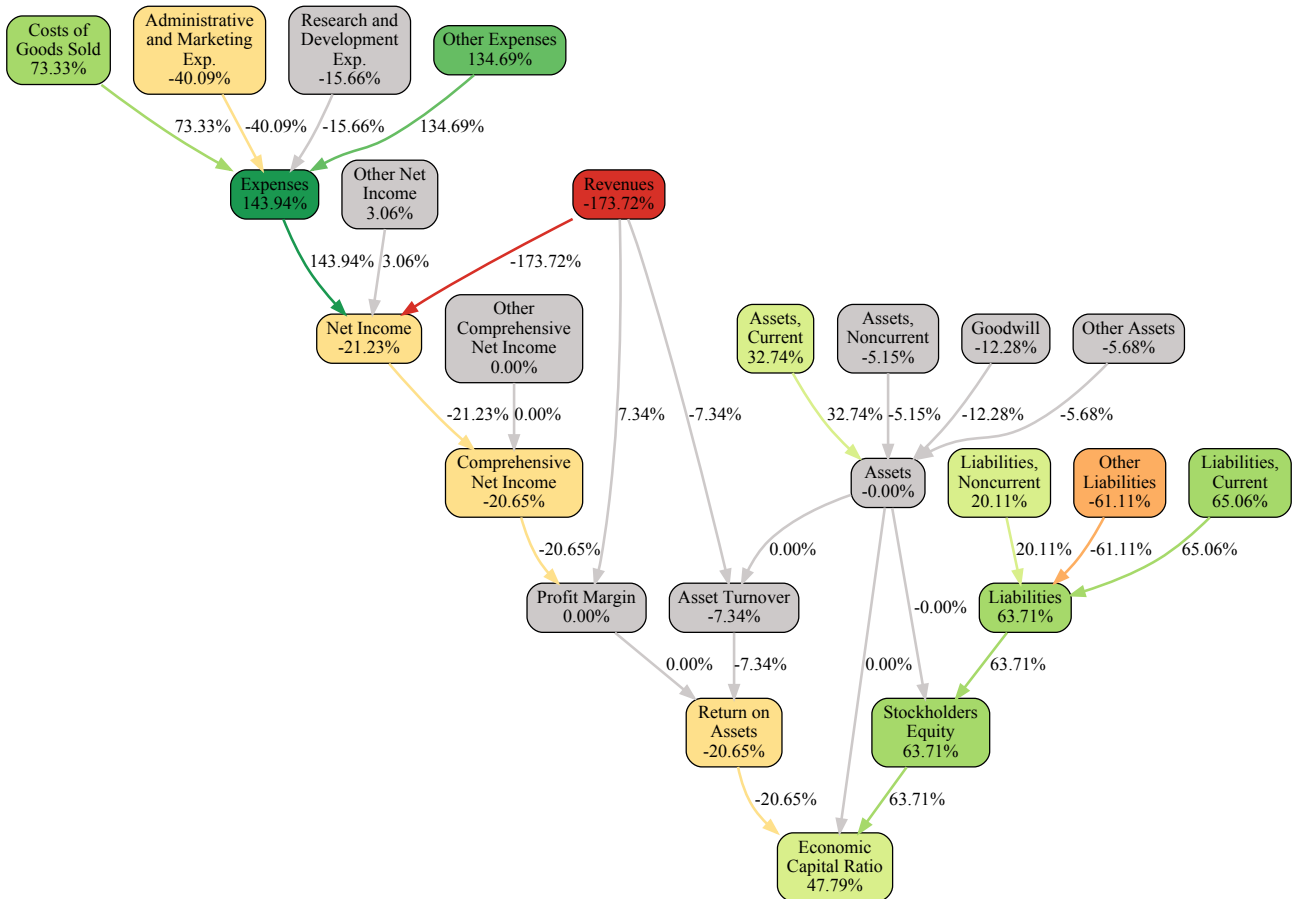 Costs of
Goods Sold
73.33%
Administrative
and Marketing
Exp.
-40.09%
Research and
Development
Exp.
-15.66%
Other Expenses
134.69%
73.33%
-40.09%
-15.66%
134.69%
Expenses
143.94%
Other Net
Income
3.06%
Revenues
-173.72%
143.94%
3.06%
-173.72%
Net Income
-21.23%
Other
Comprehensive
Net Income
0.00%
Assets,
Current
32.74%
Assets,
Noncurrent
-5.15%
Goodwill
-12.28%
Other Assets
-5.68%
-21.23%
0.00%
7.34%
-7.34%
32.74%
-5.15%
-12.28%
-5.68%
Comprehensive
Net Income
-20.65%
Assets
-0.00%
Liabilities,
Noncurrent
20.11%
Other
Liabilities
-61.11%
Liabilities,
Current
65.06%
-20.65%
0.00%
20.11%
-61.11%
65.06%
Profit Margin
0.00%
Asset Turnover
-7.34%
-0.00%
Liabilities
63.71%
0.00%
-7.34%
0.00%
63.71%
Return on
Assets
-20.65%
Stockholders
Equity
63.71%
-20.65%
63.71%
Economic
Capital Ratio
47.79%